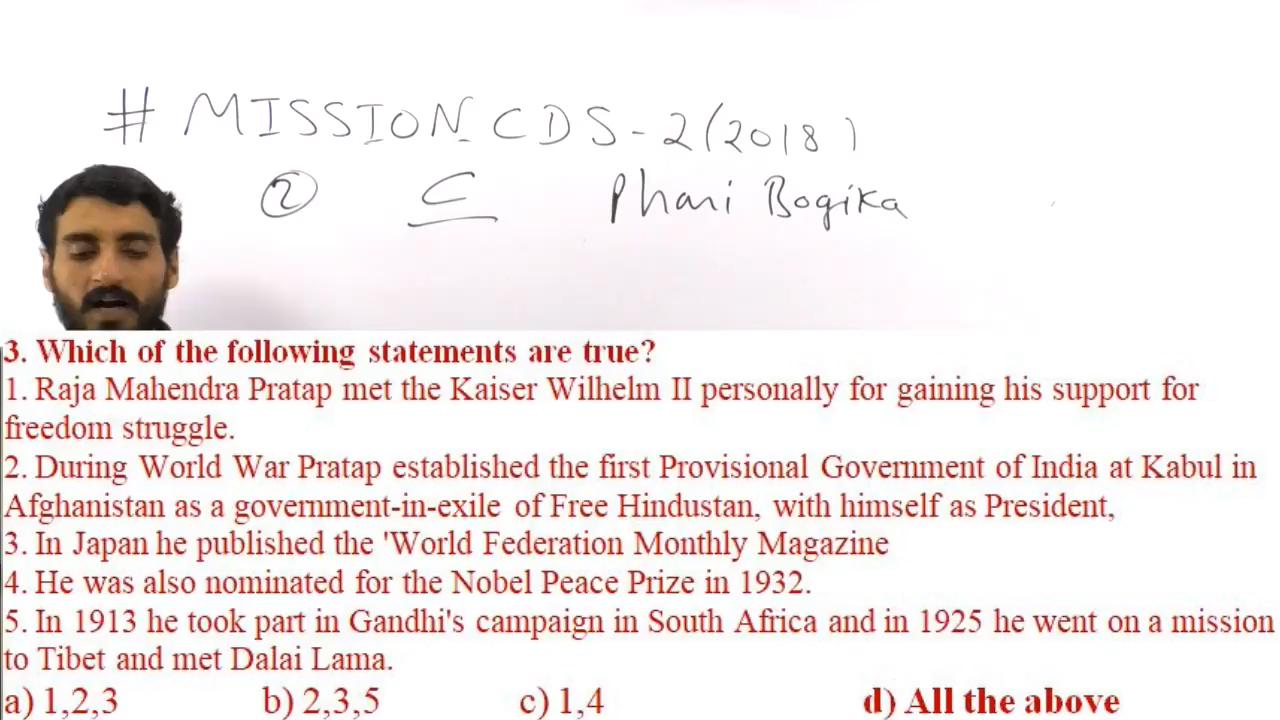 # MISSION CDS-2(2018)
2 C Phani Bogika
3. Which of the following statements are true?
1. Raja Mahendra Pratap met the Kaiser Wilhelm II personally for gaining his support for
freedom struggle.
2. During World War Pratap established the first Provisional Government of India at Kabul in
Afghanistan as a government-in-exile of Free Hindustan, with himself as President,
3. In Japan he published the 'World Federation Monthly Magazine
4. He was also nominated for the Nobel Peace Prize in 1932.
5. In 1913 he took part in Gandhi's campaign in South Africa and in 1925 he went on a mission
to Tibet and met Dalai Lama.
a) 1,2,3 b) 2,3,5 c) 1,4 d) All the above